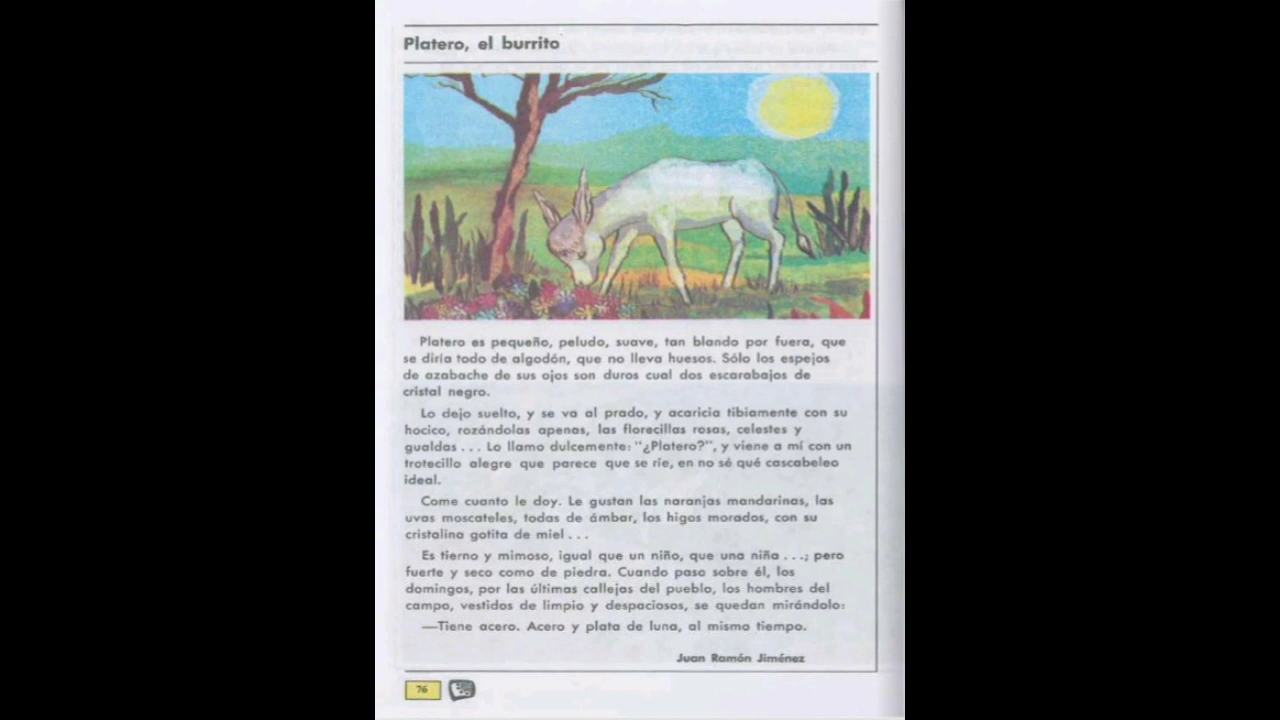 Platero, el burrito
Platero es pequeño, peludo, suave, tan blando por fuera, que
se diría todo de algodón, que no lleva huesos. Sólo los espejos
de azabache de sus ojos son duros cual dos escarabajos de
cristal negro.
Lo dejo suelto, y se va al prado, y acaricia tibiamente con su
hocico, rozándolas apenas, las florecillas rosas, celestes y
gualdas . . . Lo llamo dulcemente: "¿Platero?", y viene a mí con un
trotecillo alegre que parece que se ríe, en no sé qué cascabeleo
ideal.
Come cuanto le doy. Le gustan las naranjas mandarinas, las
uvas moscateles, todas de ámbar, los higos morados, con su
cristalina gotita de miel . . .
Es tierno y mimoso, igual que un niño, que una niña . . .; pero
fuerte y seco como de piedra. Cuando paso sobre él, los
domingos, por las últimas callejas del pueblo, los hombres del
campo, vestidos de limpio y despaciosos, se quedan mirándolo:
—Tiene acero. Acero y plata de luna, al mismo tiempo.
Juan Ramón Jiménez
76